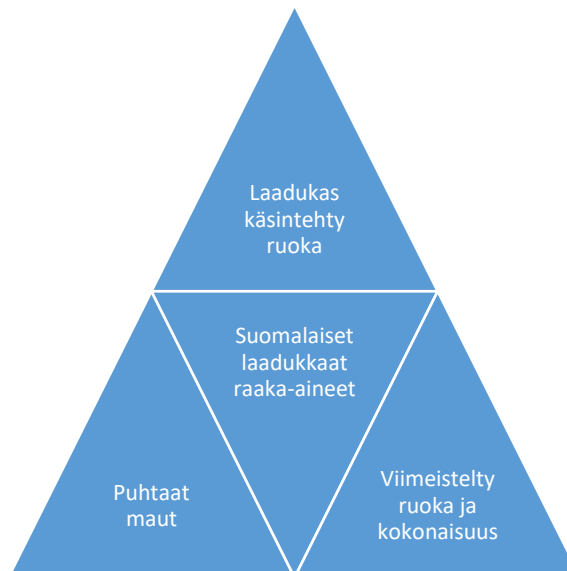 Laadukas
käsintehty
ruoka
Suomalaiset
laadukkaat
raaka-aineet
Puhtaat
maut
Viimeistelty
ruoka ja
kokonaisuus